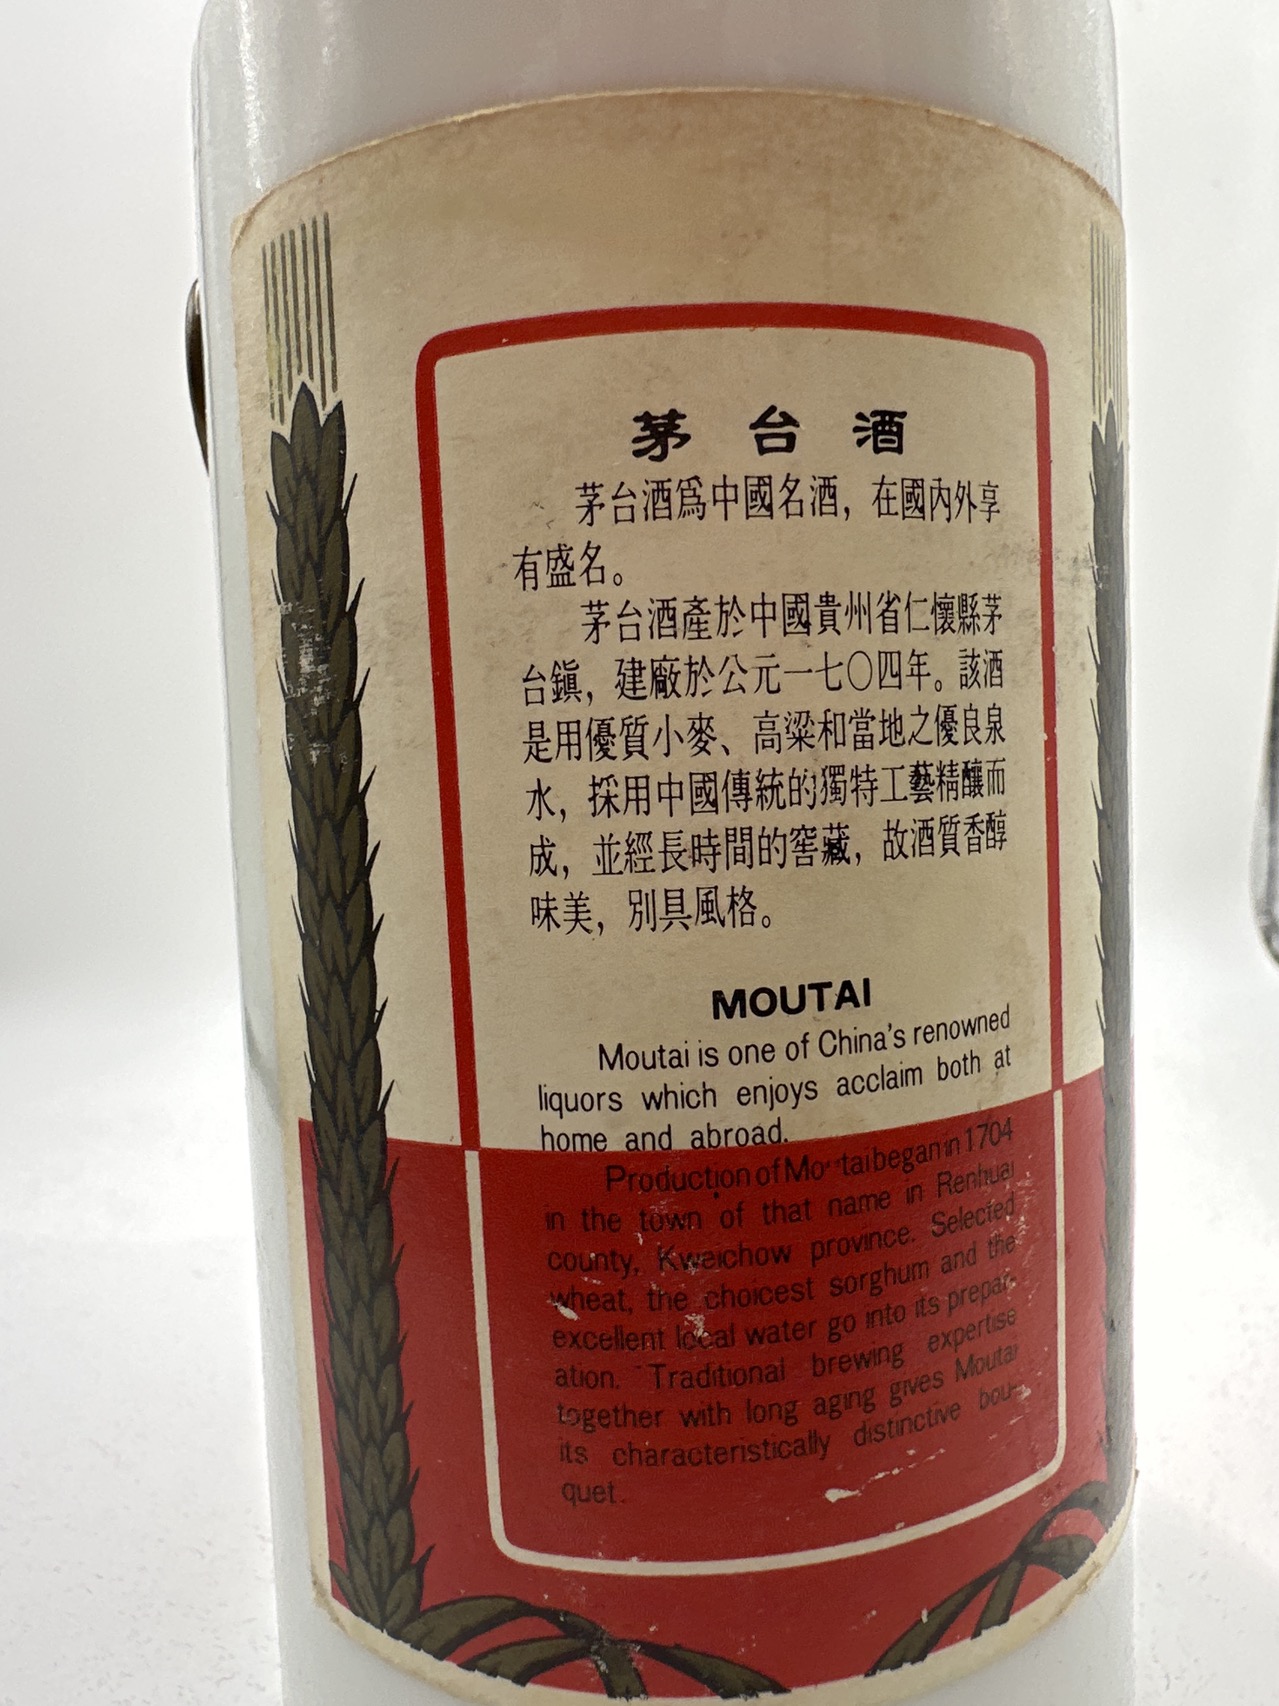 茅台酒
茅台酒爲中國名酒，在國內外享
有盛名。
茅台酒產於中國貴州省仁懷縣茅
台鎭，建廠於公元一七〇四年。該酒
是用優質小麥、高粱和當地之優良泉
水，採用中國傳統的獨特工藝精釀而
成，並經長時間的窖藏，故酒質香醇
味美，別具風格。
MOUTAI
Moutai is one of China's renowned
liquors which enjoys acclaim both at
home and abroad.
Production of Moutai began in 1704
in the town of that name in Renhuai
county, Kweichow province. Selected
wheat, the choicest sorghum and the
excellent local water go into its prepar-
ation. Traditional brewing expertise
together with long aging gives Moutai
its characteristically distinctive bou-
quet.